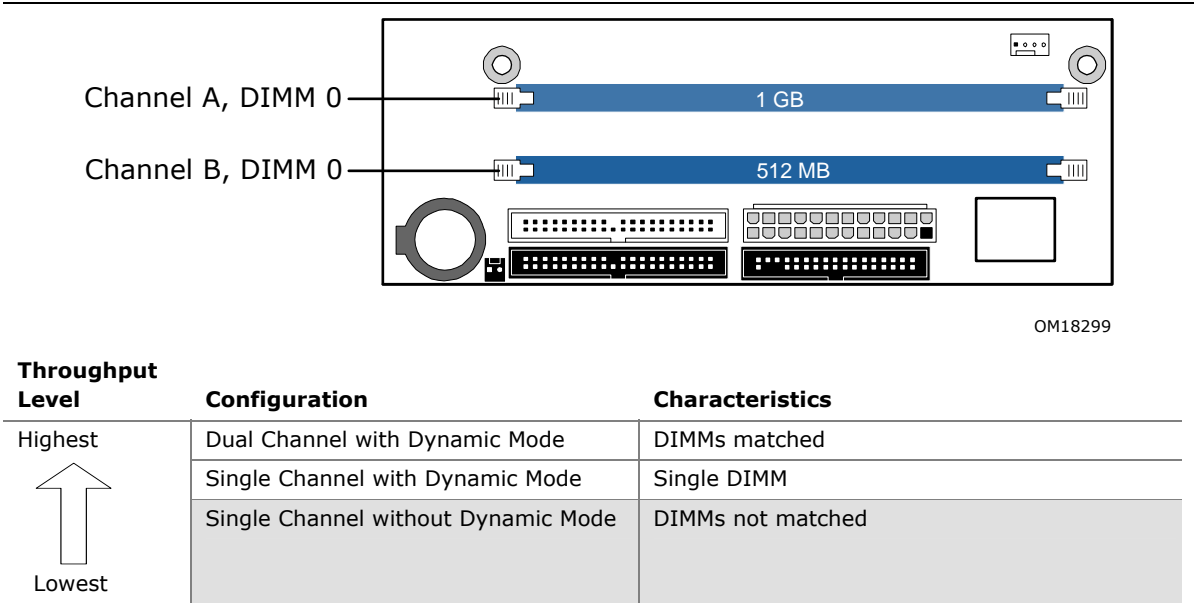 Channel A, DIMM 0
1 GB
Channel B, DIMM 0
512 MB
OM18299
Throughput
Level
Configuration
Characteristics
Highest
Dual Channel with Dynamic Mode
DIMMs matched
Single Channel with Dynamic Mode
Single DIMM
Single Channel without Dynamic Mode
DIMMs not matched
Lowest